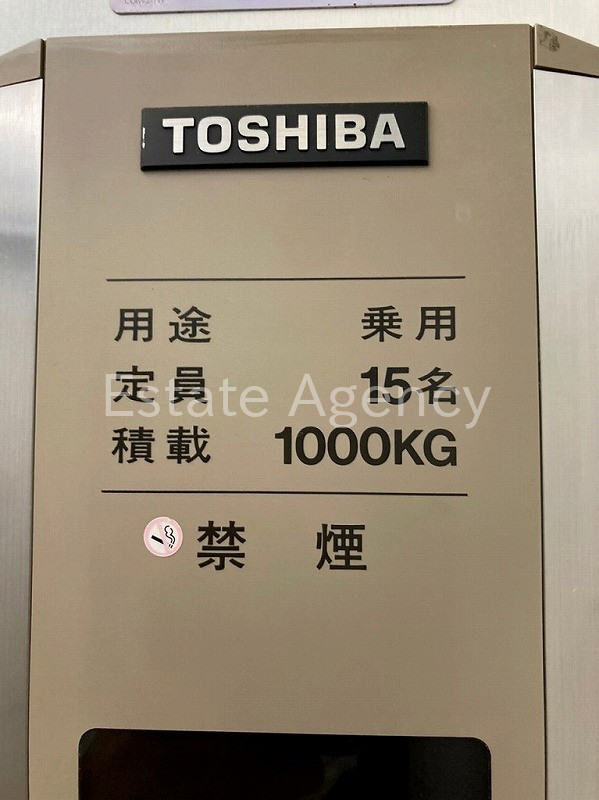 TOSHIBA
用途 乗用
定員 15名
Estate Agency
積載 1000KG
禁煙